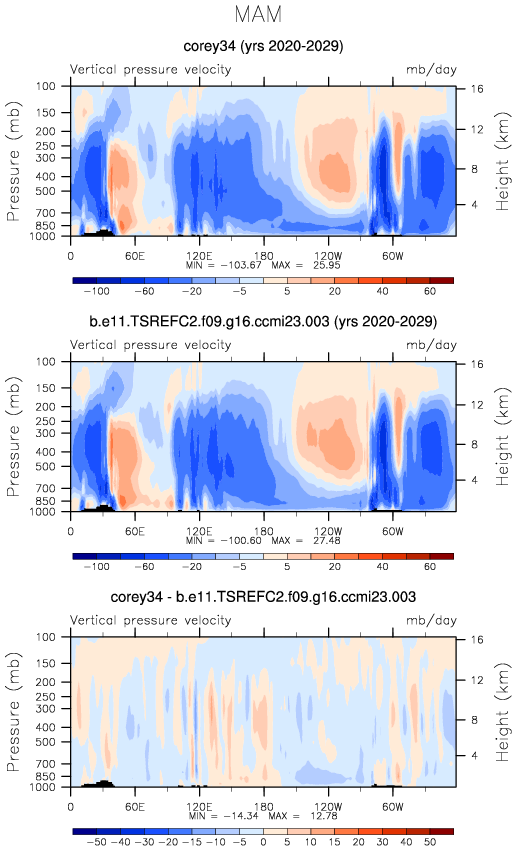 MAM
corey34 (yrs 2020-2029)
Vertical pressure velocity mb/day
Pressure (mb)
100
150
200
250
300
400
500
700
850
1000
16
12
8
4
Height (km)
0 60E 120E 180 120W 60W
MIN = -103.67 MAX = 25.95
-100 -60 -20 -5 5 20 40 60
b.e11.TSREFC2.f09.g16.ccmi23.003 (yrs 2020-2029)
Vertical pressure velocity mb/day
Pressure (mb)
100
150
200
250
300
400
500
700
850
1000
16
12
8
4
Height (km)
0 60E 120E 180 120W 60W
MIN = -100.60 MAX = 27.48
-100 -60 -20 -5 5 20 40 60
corey34 - b.e11.TSREFC2.f09.g16.ccmi23.003
Vertical pressure velocity mb/day
Pressure (mb)
100
150
200
250
300
400
500
700
850
1000
16
12
8
4
Height (km)
0 60E 120E 180 120W 60W
MIN = -14.34 MAX = 12.78
-50 -40 -30 -20 -15 -10 -5 0 5 10 15 20 30 40 50